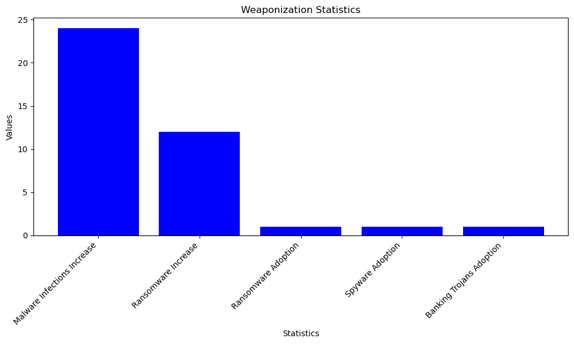 Weaponization Statistics
25
20
15
10
5
0
Values
Malware Infections Increase
Ransomware Increase
Ransomware Adoption
Spyware Adoption
Banking Trojans Adoption
Statistics